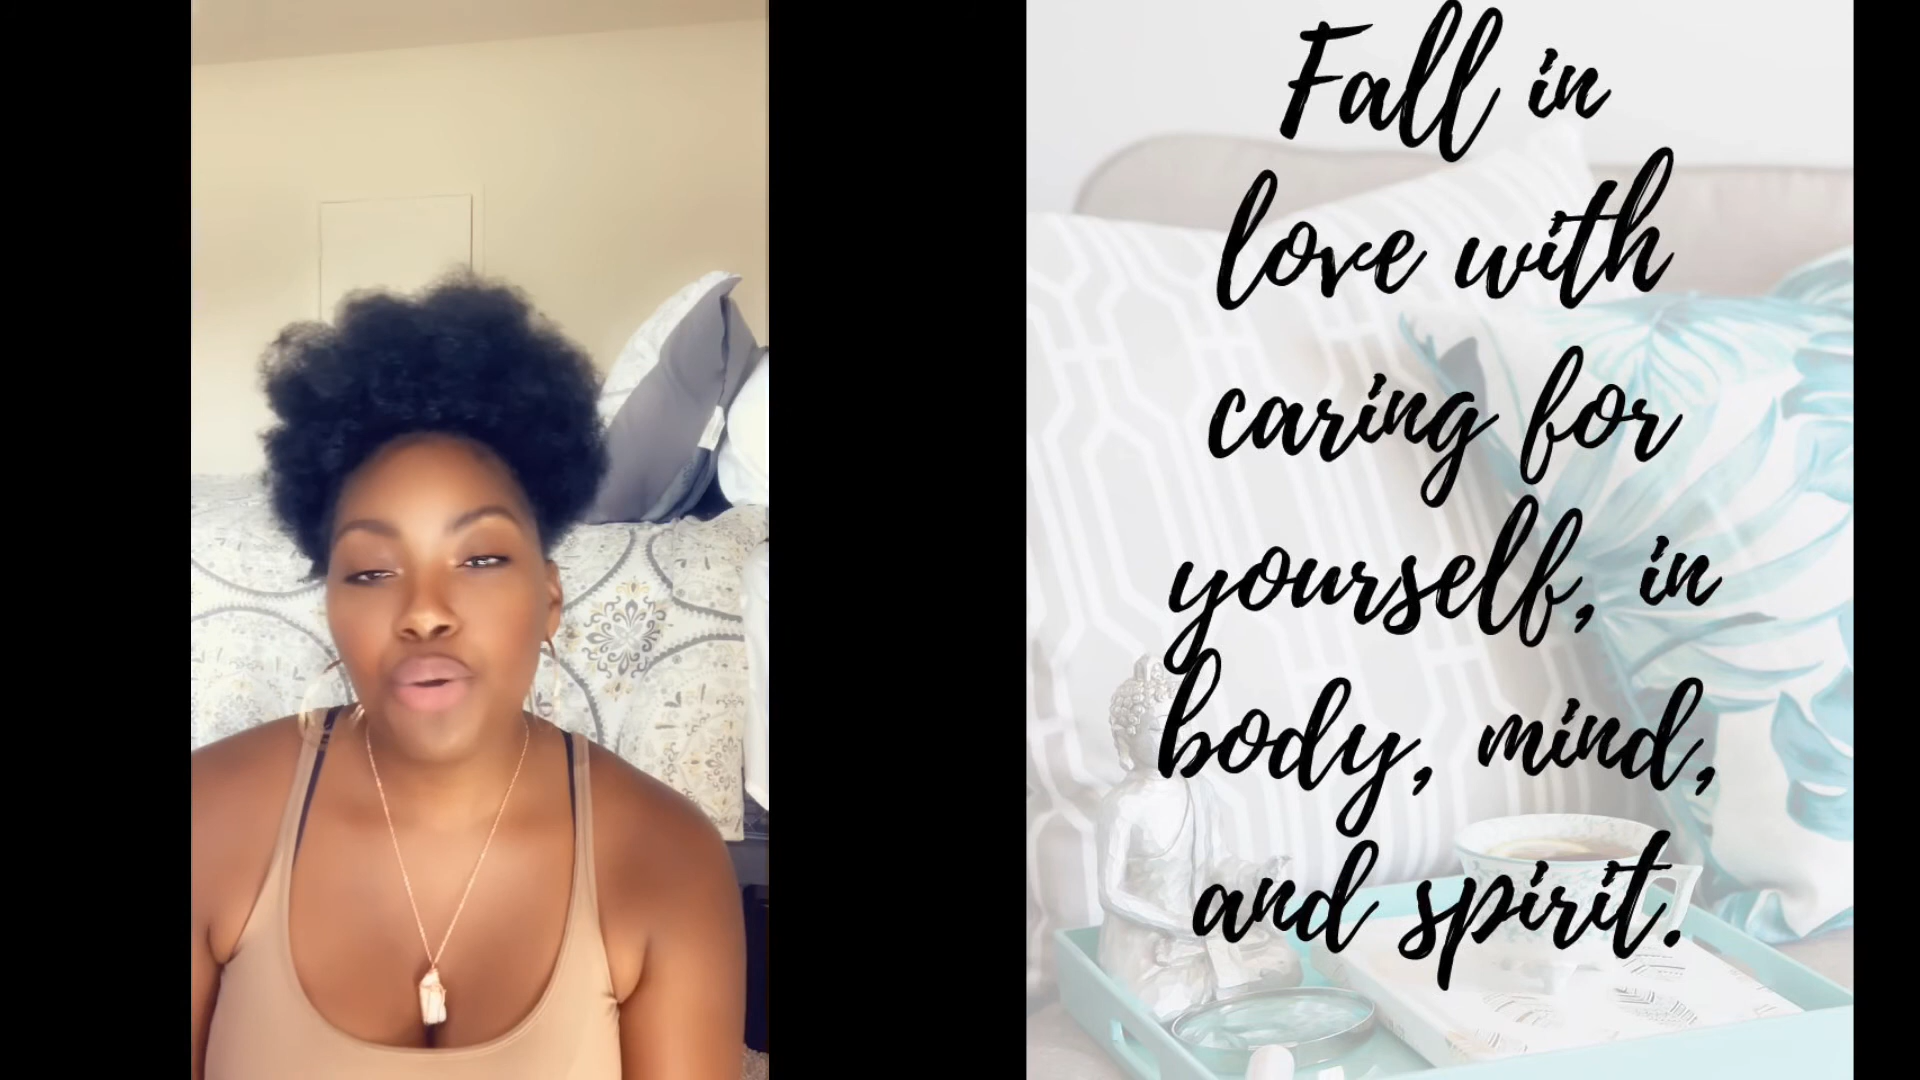 Fall in
love with
caring for
yourself, in
body, mind,
and spirit.